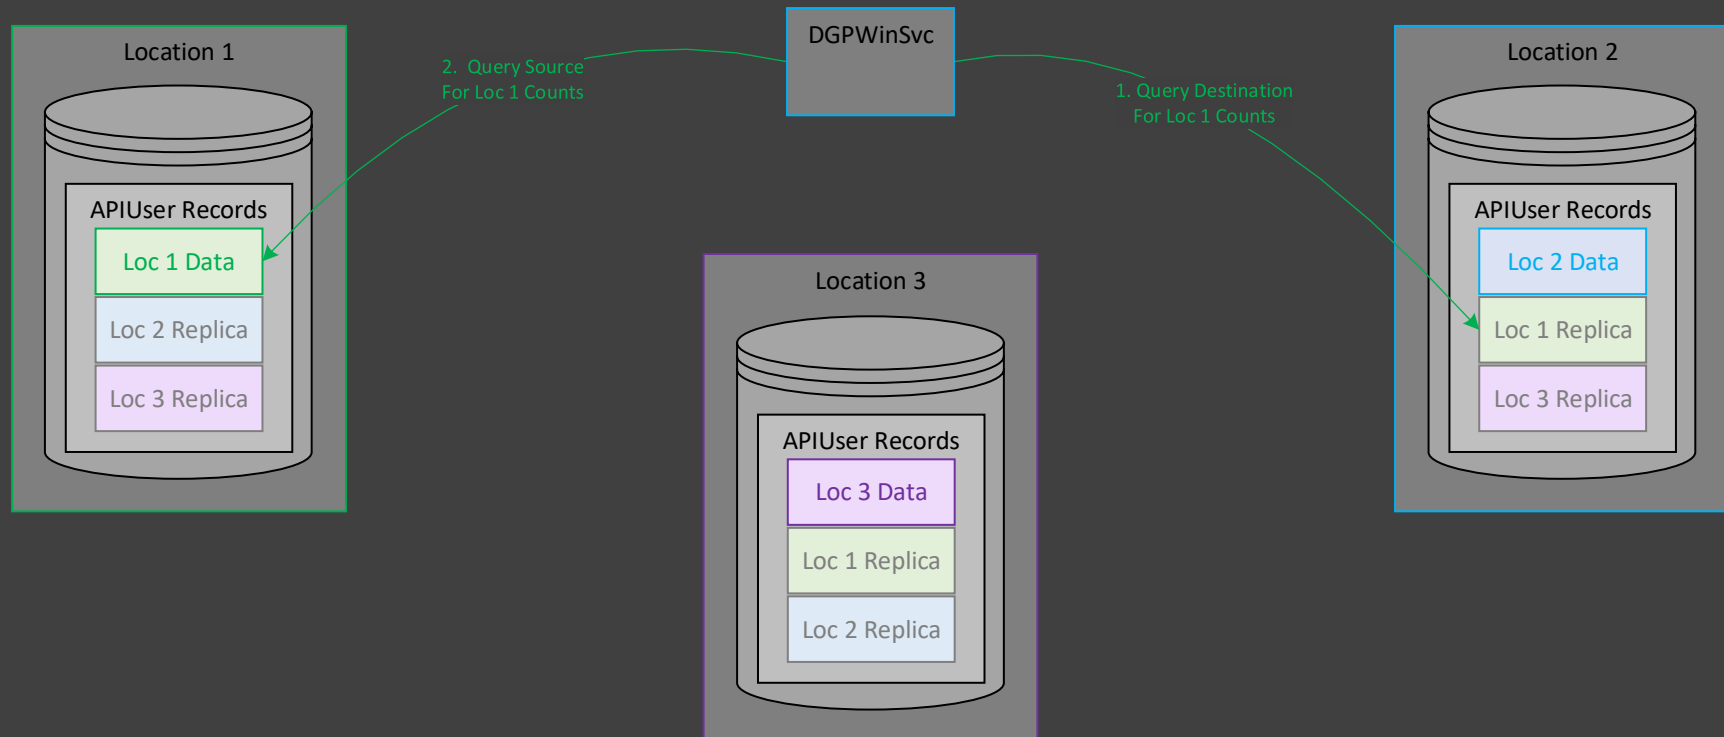 Location 1
APIUser Records
Loc 1 Data
Loc 2 Replica
Loc 3 Replica
2.  Query Source
For Loc 1 Counts
DGPWinSvc
1. Query Destination
For Loc 1 Counts
Location 2
APIUser Records
Loc 2 Data
Loc 1 Replica
Loc 3 Replica
Location 3
APIUser Records
Loc 3 Data
Loc 1 Replica
Loc 2 Replica